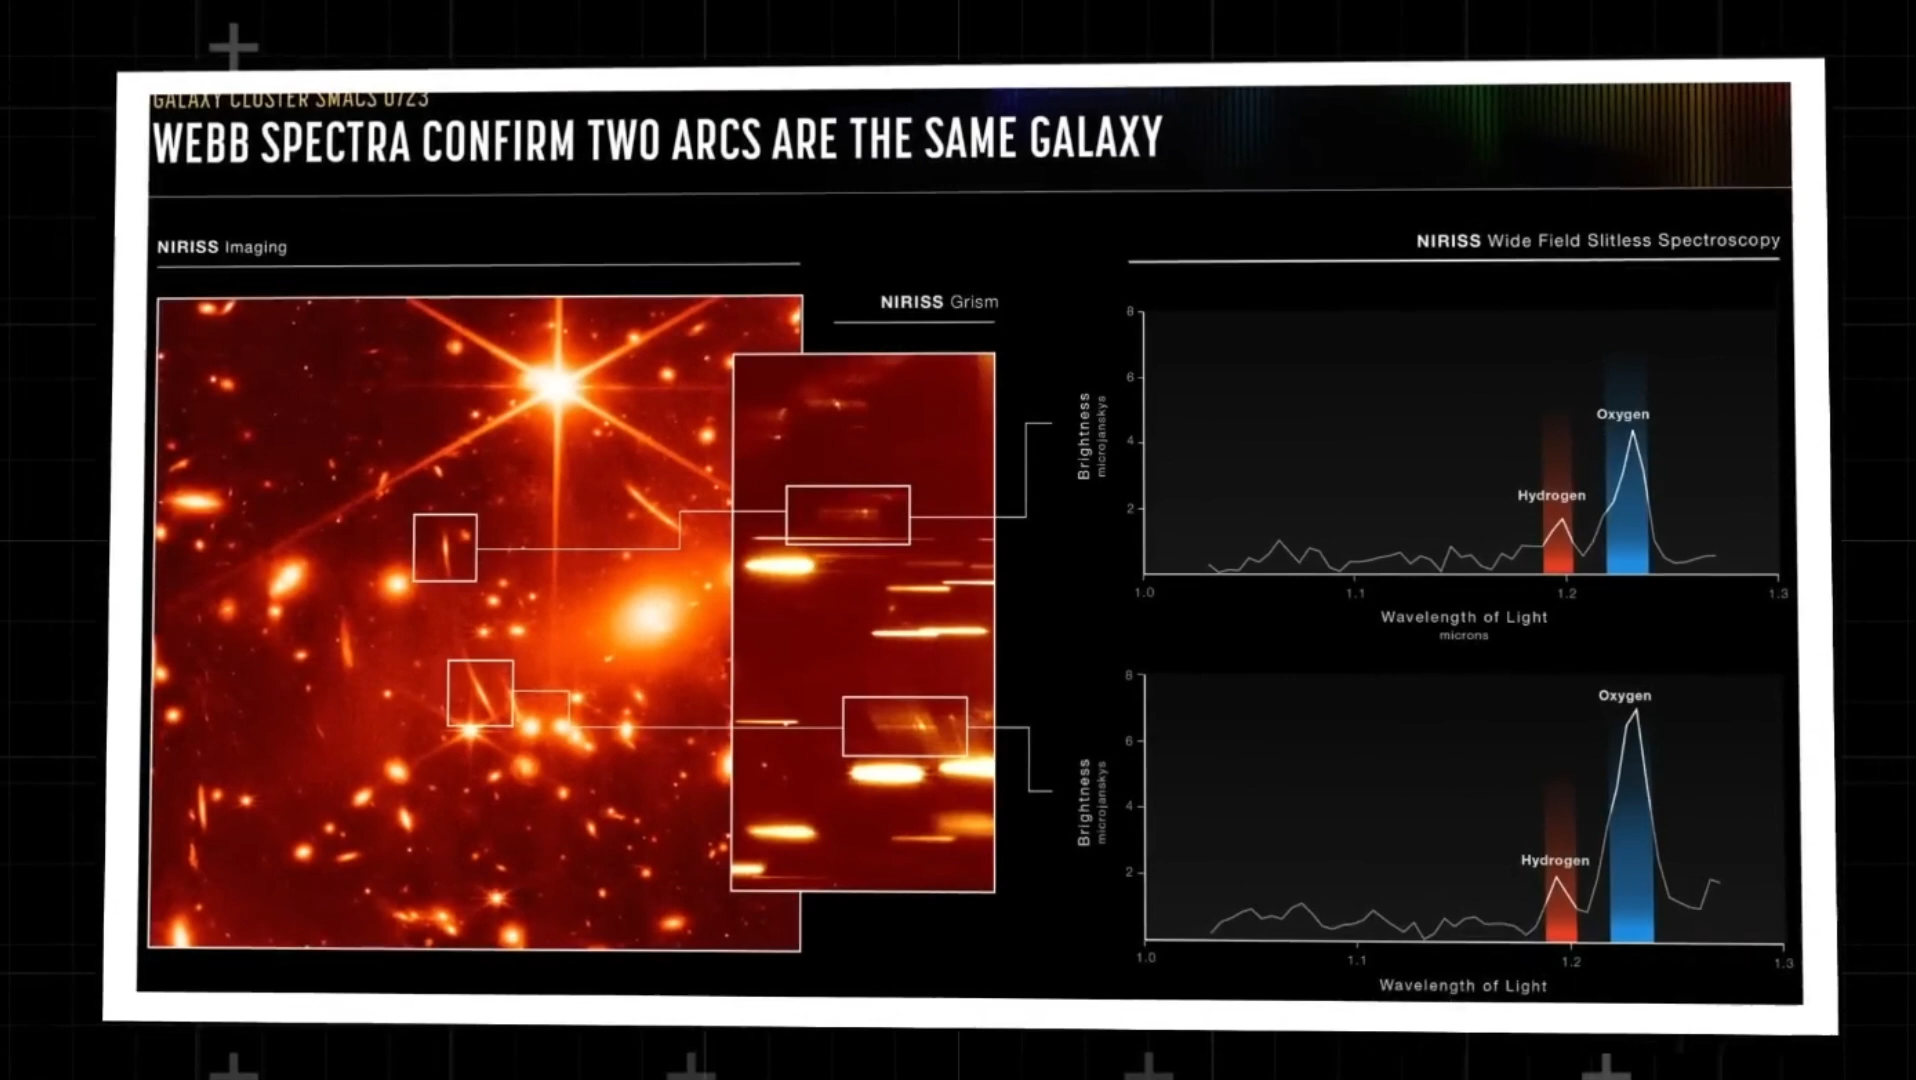 GALAXY CLUSTER SMACS 0723
WEBB SPECTRA CONFIRM TWO ARCS ARE THE SAME GALAXY
NIRISS Imaging
NIRISS Grism
NIRISS Wide Field Slitless Spectroscopy
8
6
4
2
Brightness
microjanskys
Hydrogen
Oxygen
1.0 1.1 1.2 1.3
Wavelength of Light
microns
8
6
4
2
Brightness
microjanskys
Hydrogen
Oxygen
1.0 1.1 1.2 1.3
Wavelength of Light